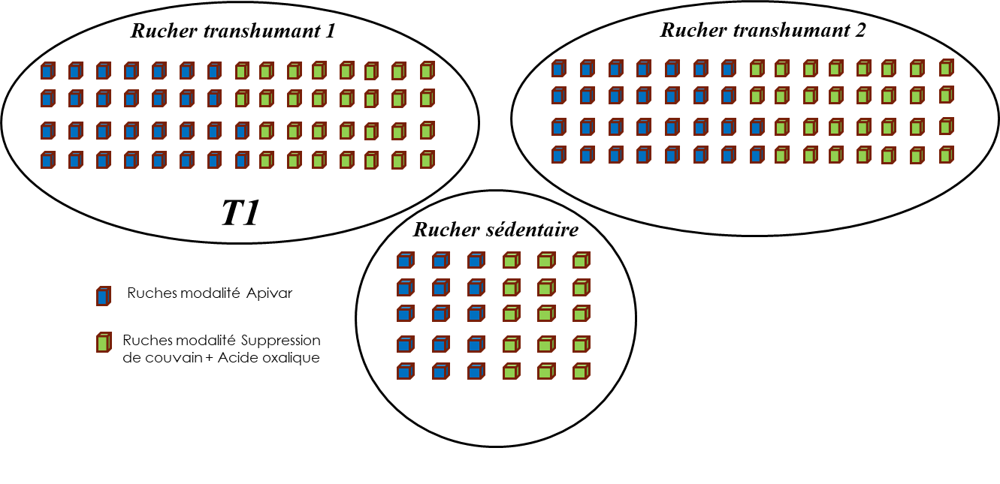 Rucher transhumant 1
Rucher transhumant 2
T1
Rucher sédentaire
Ruches modalité Apivar
Ruches modalité Suppression
de couvain + Acide oxalique